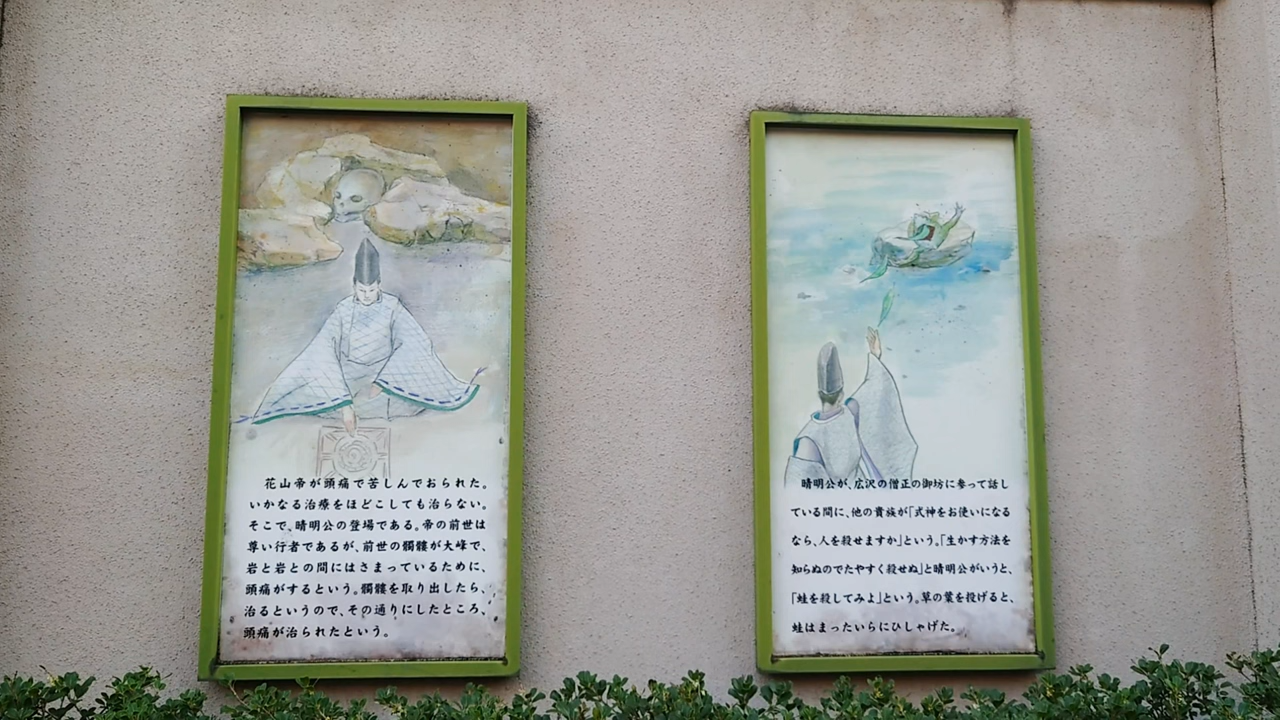 花山帝が頭痛で苦しんでおられた。
いかなる治療をほどこしても治らない。
そこで、晴明公の登場である。帝の前世は
尊い行者であるが、前世の髑髏が大峰で、
岩と岩との間にはさまっているために、
頭痛がするという。髑髏を取り出したら、
治るというので、その通りにしたところ、
頭痛が治られたという。
晴明公が、広沢の僧正の御坊に参って話し
ている間に、他の貴族が「式神をお使いになる
なら、人を殺せますか」という。「生かす方法を
知らぬのでたやすく殺せぬ」と晴明公がいうと、
「蛙を殺してみよ」という。草の葉を投げると、
蛙はまったいらにひしゃげた。